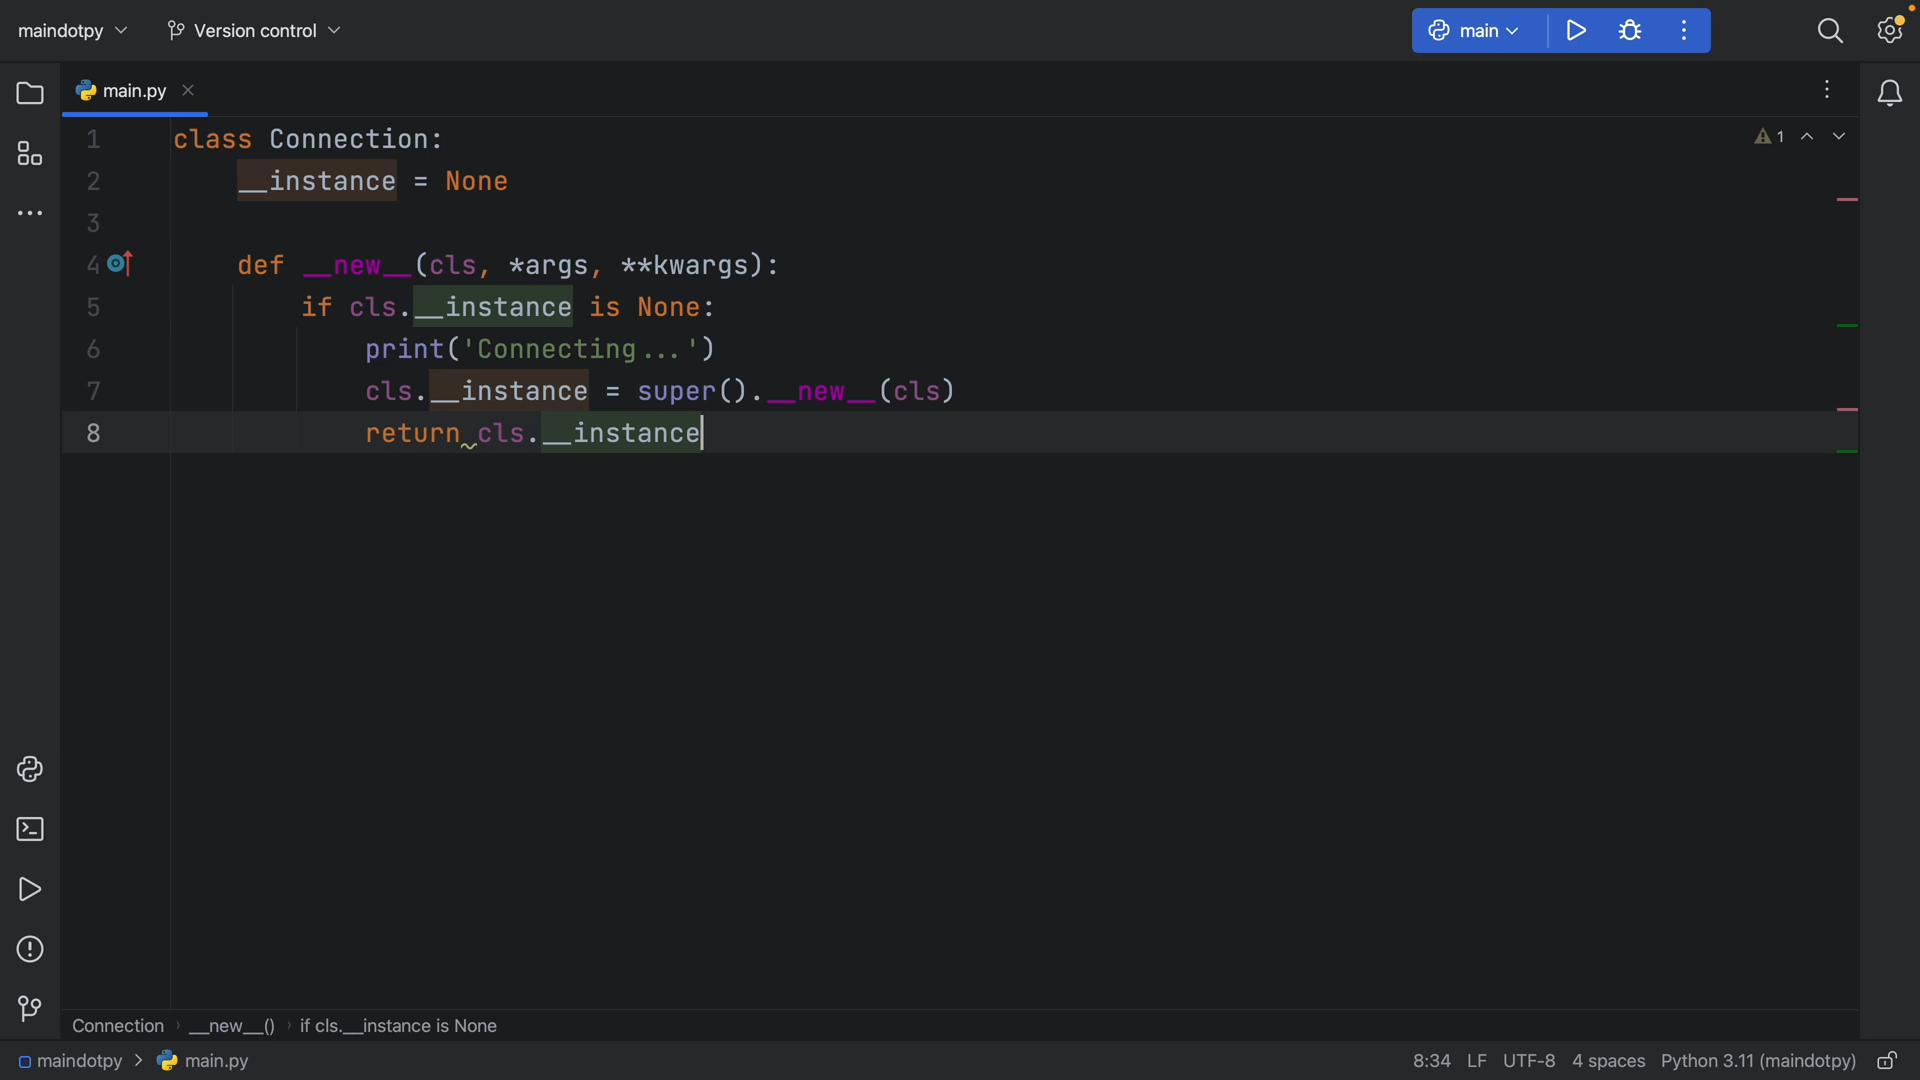 maindotpy Version control main
main.py
1 class Connection: 1
2 __instance = None
3
4 def __new__(cls, *args, **kwargs):
5 if cls.__instance is None:
6 print('Connecting...')
7 cls.__instance = super().__new__(cls)
8 return cls.__instance
Connection › __new__() › if cls.__instance is None
maindotpy > main.py 8:34 LF UTF-8 4 spaces Python 3.11 (maindotpy)